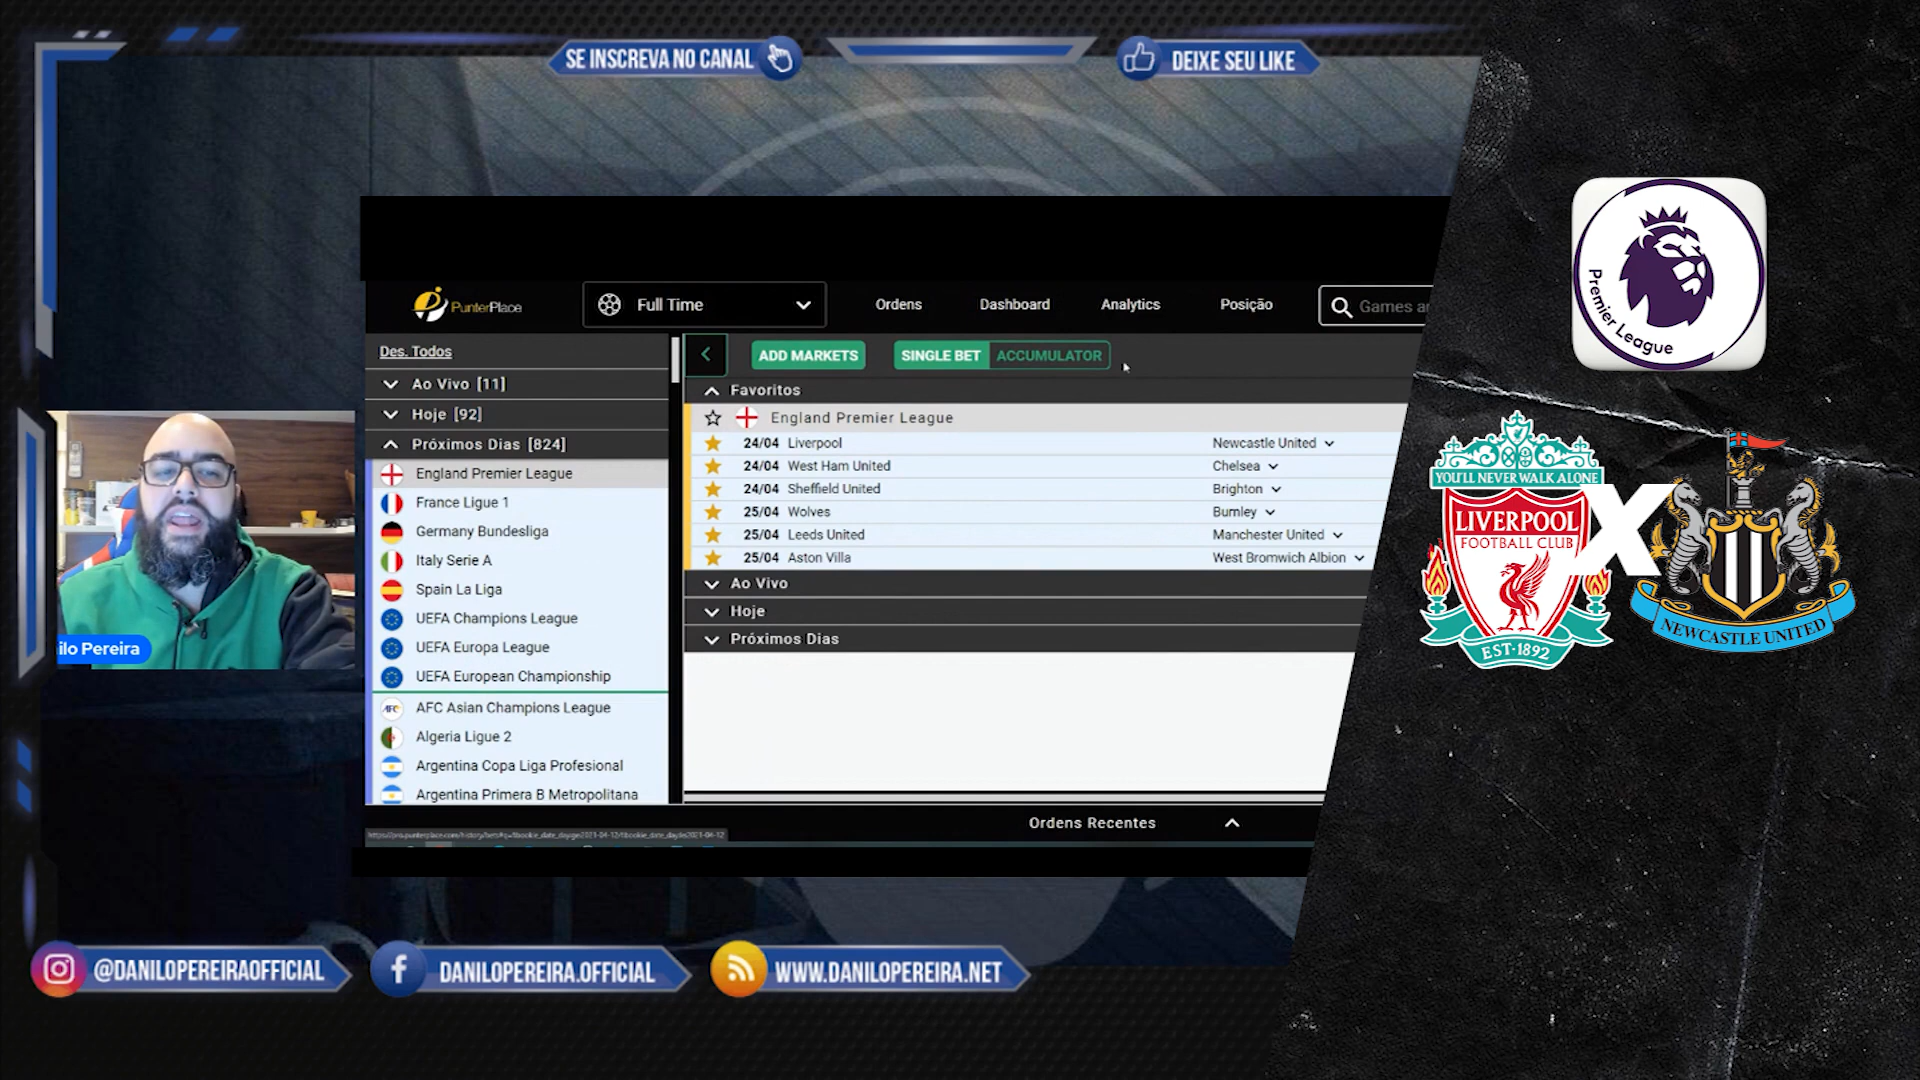 SE INSCREVA NO CANAL
DEIXE SEU LIKE
PunterPlace
Full Time
Ordens
Dashboard
Analytics
Posição
Games a
Des. Todos
Ao Vivo [11]
Hoje [92]
Próximos Dias [824]
England Premier League
France Ligue 1
Germany Bundesliga
Italy Serie A
Spain La Liga
UEFA Champions League
UEFA Europa League
UEFA European Championship
AFC Asian Champions League
Algeria Ligue 2
Argentina Copa Liga Profesional
Argentina Primera B Metropolitana
ADD MARKETS
SINGLE BET
ACCUMULATOR
Favoritos
England Premier League
24/04 Liverpool Newcastle United
24/04 West Ham United Chelsea
24/04 Sheffield United Brighton
25/04 Wolves Burnley
25/04 Leeds United Manchester United
25/04 Aston Villa West Bromwich Albion
Ao Vivo
Hoje
Próximos Dias
Ordens Recentes
ilo Pereira
Premier League
YOU'LL NEVER WALK ALONE
LIVERPOOL
FOOTBALL CLUB
EST·1892
X
NEWCASTLE UNITED
@DANILOPEREIRAOFFICIAL
DANILOPEREIRA.OFFICIAL
WWW.DANILOPEREIRA.NET